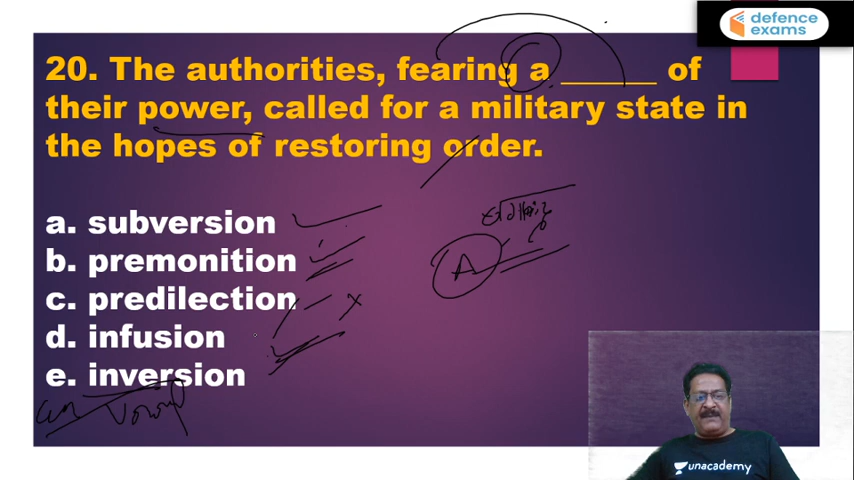 defence
exams
20. The authorities, fearing a ______ of
their power, called for a military state in
the hopes of restoring order.
a. subversion
b. premonition
c. predilection
d. infusion
e. inversion
A
unacademy